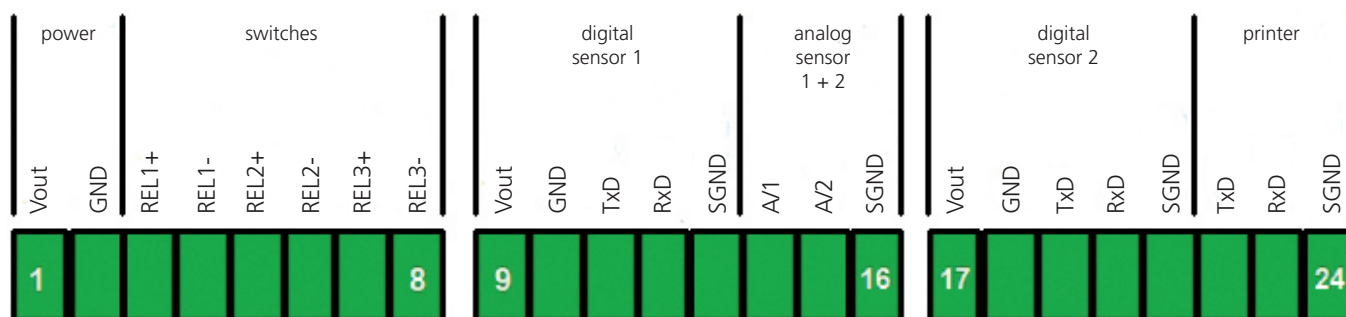 power
switches
digital
sensor 1
analog
sensor
1 + 2
digital
sensor 2
printer
Vout
GND
REL1+
REL1-
REL2+
REL2-
REL3+
REL3-
Vout
GND
TxD
RxD
SGND
A/1
A/2
SGND
Vout
GND
TxD
RxD
SGND
TxD
RxD
SGND
1
8
9
16
17
24